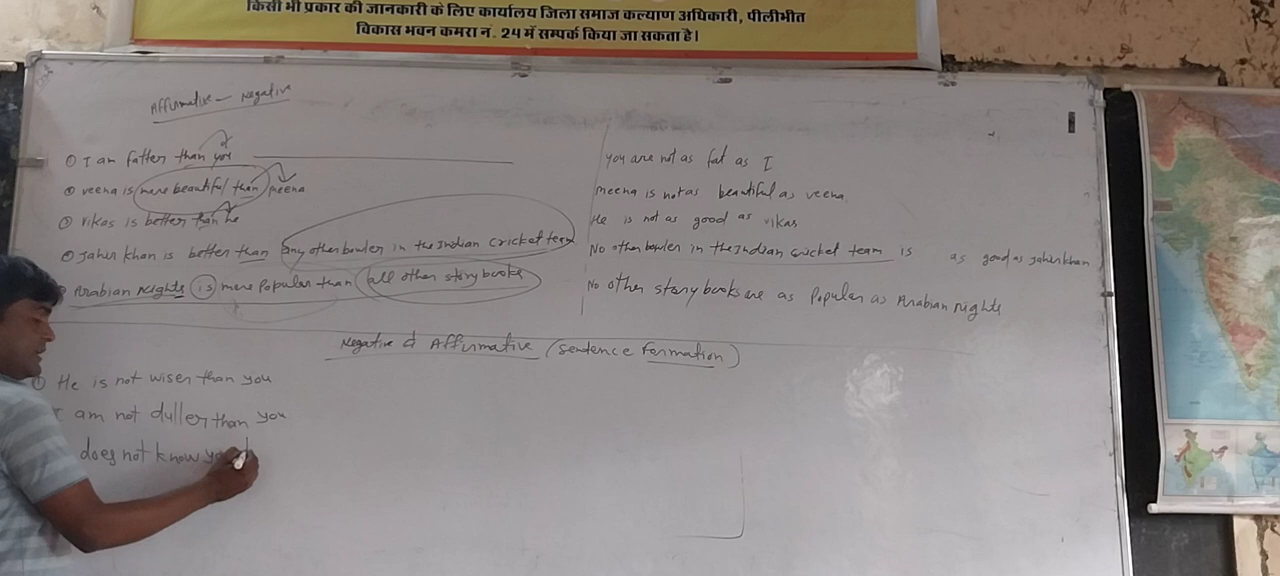 किसी भी प्रकार की जानकारी के लिए कार्यालय जिला समाज कल्याण अधिकारी, पीलीभीत
विकास भवन कमरा नं. 24 में सम्पर्क किया जा सकता है।
Affirmative - Negative
① I am fatter than you
you are not as fat as I
② veena is more beautiful than meena
meena is not as beautiful as veena
③ vikas is better than he
He is not as good as vikas
④ Jahir khan is better than any other bowler in the Indian cricket team
No other bowler in the Indian cricket team is as good as Jahir khan
Arabian Nights is more Popular than all other story books
No other story books are as Popular as Arabian Nights
Negative & Affirmative (Sentence Formation)
① He is not wiser than you
I am not duller than you
does not know